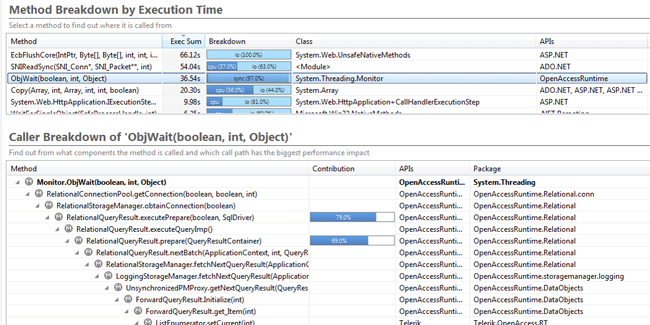 Method Breakdown by Execution Time
Select a method to find out where it is called from
Method Exec Sum Breakdown Class APIs
EcbFlushCore(IntPtr, Byte[], Byte[], int, int, i... 66.12s io (100.0%) System.Web.UnsafeNativeMethods ASP.NET
SNIReadSync(SNI_Conn*, SNI_Packet**, int) 54.04s cpu (37.0%) io (63.0%) <Module> ADO.NET
ObjWait(boolean, int, Object) 36.54s sync (97.0%) System.Threading.Monitor OpenAccessRuntime
Copy(Array, int, Array, int, int, boolean) 20.30s cpu (56.0%) io (44.0%) System.Array ADO.NET, ASP.NET, ASP.NET ...
System.Web.HttpApplication.IExecutionSte... 9.98s cpu io (81.0%) System.Web.HttpApplication+CallHandlerExecutionStep ASP.NET
Caller Breakdown of 'ObjWait(boolean, int, Object)'
Find out from what components the method is called and which call path has the biggest performance impact
Method Contribution APIs Package
Monitor.ObjWait(boolean, int, Object) OpenAccessRunti... System.Threading
RelationalConnectionPool.getConnection(boolean, boolean, int) OpenAccessRunti... OpenAccessRuntime.Relational.conn
RelationalStorageManager.obtainConnection(boolean) OpenAccessRunti... OpenAccessRuntime.Relational
RelationalQueryResult.executePrepare(boolean, SqlDriver) 79.0% OpenAccessRunti... OpenAccessRuntime.Relational
RelationalQueryResult.executeQueryImp() OpenAccessRunti... OpenAccessRuntime.Relational
RelationalQueryResult.prepare(QueryResultContainer) 69.0% OpenAccessRunti... OpenAccessRuntime.Relational
RelationalQueryResult.nextBatch(ApplicationContext, int, QueryR OpenAccessRunti... OpenAccessRuntime.Relational
RelationalStorageManager.fetchNextQueryResult(ApplicationC OpenAccessRunti... OpenAccessRuntime.Relational
LoggingStorageManager.fetchNextQueryResult(Application OpenAccessRunti... OpenAccessRuntime.storagemanager.logging
UnsynchronizedPMProxy.getNextQueryResult(QueryRes OpenAccessRunti... OpenAccessRuntime.DataObjects
ForwardQueryResult.Initialize(int) OpenAccessRunti... OpenAccessRuntime.DataObjects
ForwardQueryResult.get_Item(int) OpenAccessRunti... OpenAccessRuntime.DataObjects
ListEnumerator.setCurrent(int) Telerik Telerik.OpenAccess.RT